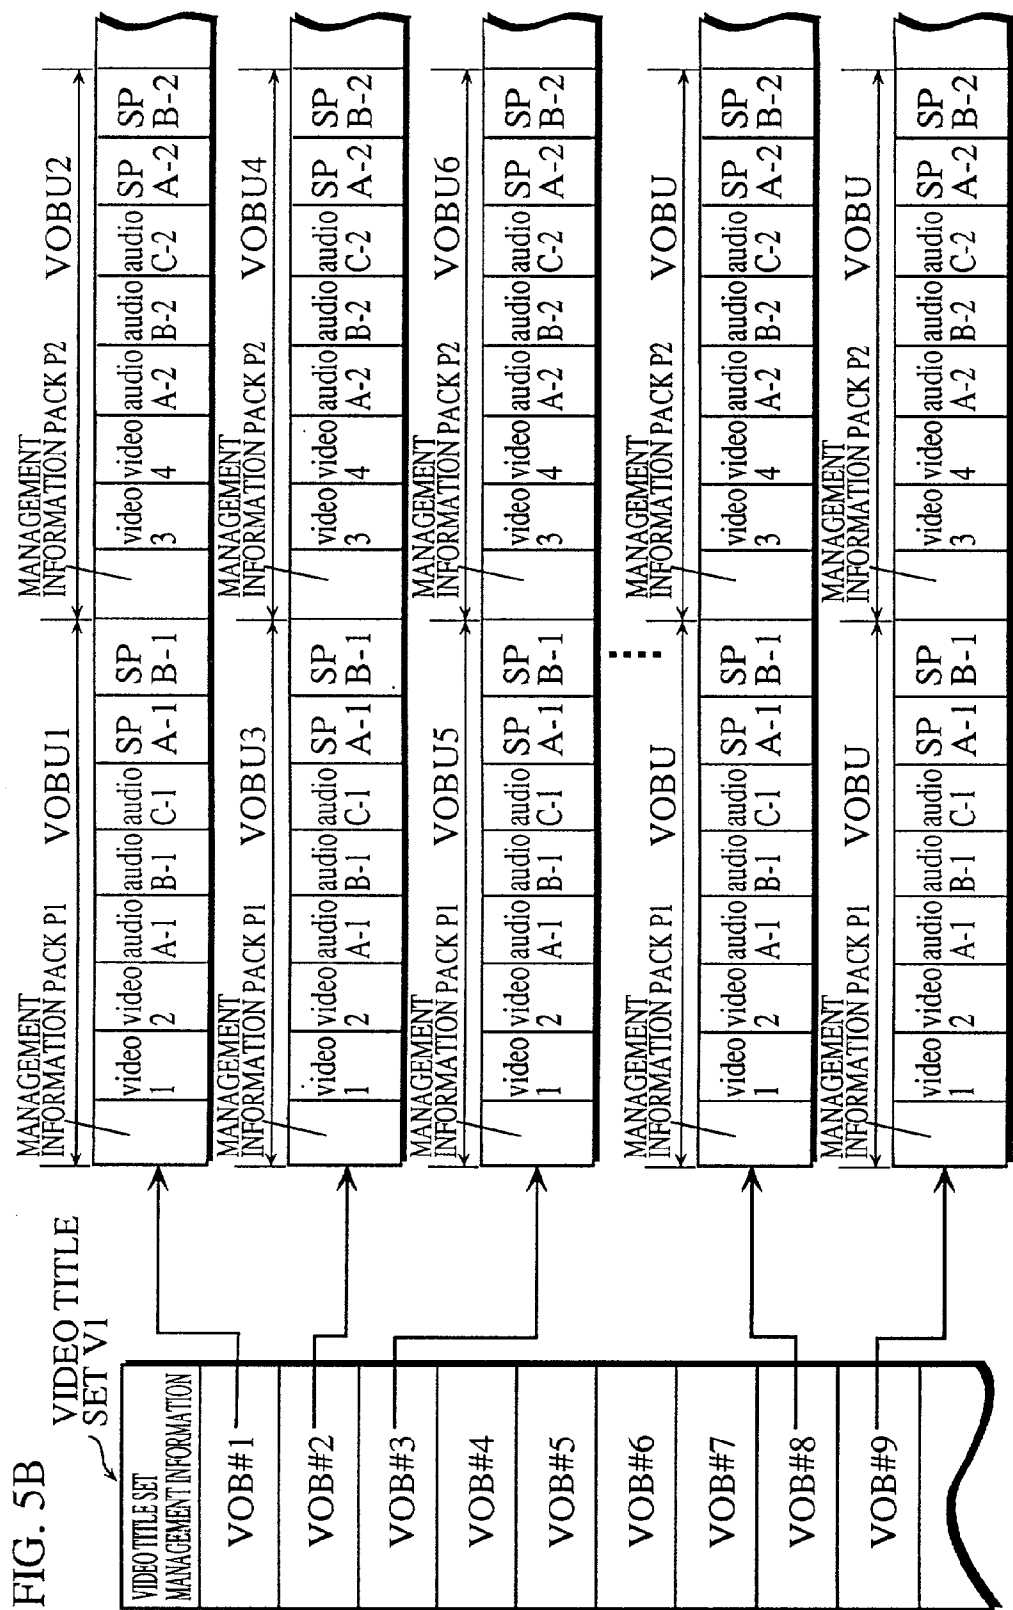 FIG. 5B
VIDEO TITLE
SET V1
VIDEO TITLE SET
MANAGEMENT INFORMATION
VOB#1
VOB#2
VOB#3
VOB#4
VOB#5
VOB#6
VOB#7
VOB#8
VOB#9
MANAGEMENT
INFORMATION PACK P1
VOBU1
MANAGEMENT
INFORMATION PACK P2
VOBU2
video video audio audio audio SP SP
1 2 A-1 B-1 C-1 A-1 B-1
video video audio audio audio SP SP
3 4 A-2 B-2 C-2 A-2 B-2
MANAGEMENT
INFORMATION PACK P1
VOBU3
MANAGEMENT
INFORMATION PACK P2
VOBU4
video video audio audio audio SP SP
1 2 A-1 B-1 C-1 A-1 B-1
video video audio audio audio SP SP
3 4 A-2 B-2 C-2 A-2 B-2
MANAGEMENT
INFORMATION PACK P1
VOBU5
MANAGEMENT
INFORMATION PACK P2
VOBU6
video video audio audio audio SP SP
1 2 A-1 B-1 C-1 A-1 B-1
video video audio audio audio SP SP
3 4 A-2 B-2 C-2 A-2 B-2
MANAGEMENT
INFORMATION PACK P1
VOBU
MANAGEMENT
INFORMATION PACK P2
VOBU
video video audio audio audio SP SP
1 2 A-1 B-1 C-1 A-1 B-1
video video audio audio audio SP SP
3 4 A-2 B-2 C-2 A-2 B-2
MANAGEMENT
INFORMATION PACK P1
VOBU
MANAGEMENT
INFORMATION PACK P2
VOBU
video video audio audio audio SP SP
1 2 A-1 B-1 C-1 A-1 B-1
video video audio audio audio SP SP
3 4 A-2 B-2 C-2 A-2 B-2